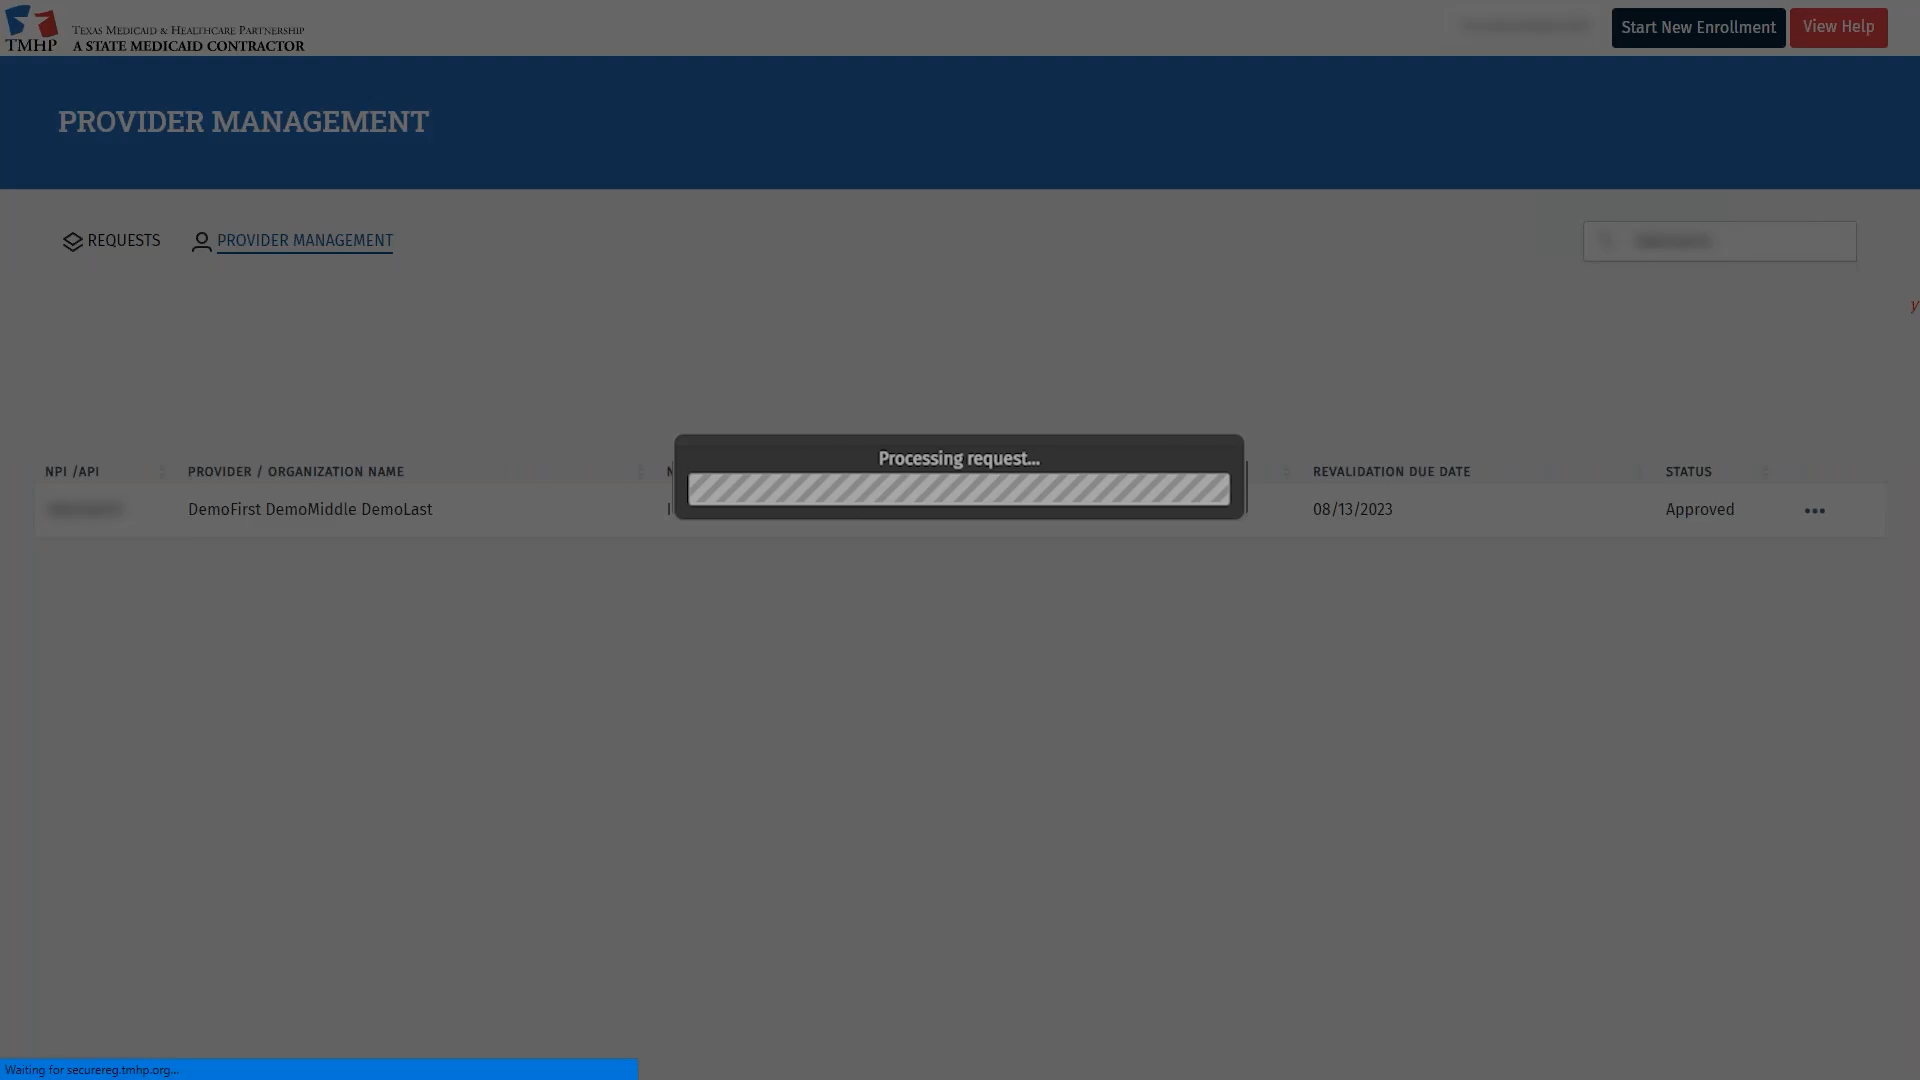 TMHP
TEXAS MEDICAID & HEALTHCARE PARTNERSHIP
A STATE MEDICAID CONTRACTOR
Start New Enrollment
View Help
PROVIDER MANAGEMENT
REQUESTS
PROVIDER MANAGEMENT
y
Processing request...
NPI /API
PROVIDER / ORGANIZATION NAME
REVALIDATION DUE DATE
STATUS
DemoFirst DemoMiddle DemoLast
08/13/2023
Approved
Waiting for securereg.tmhp.org...